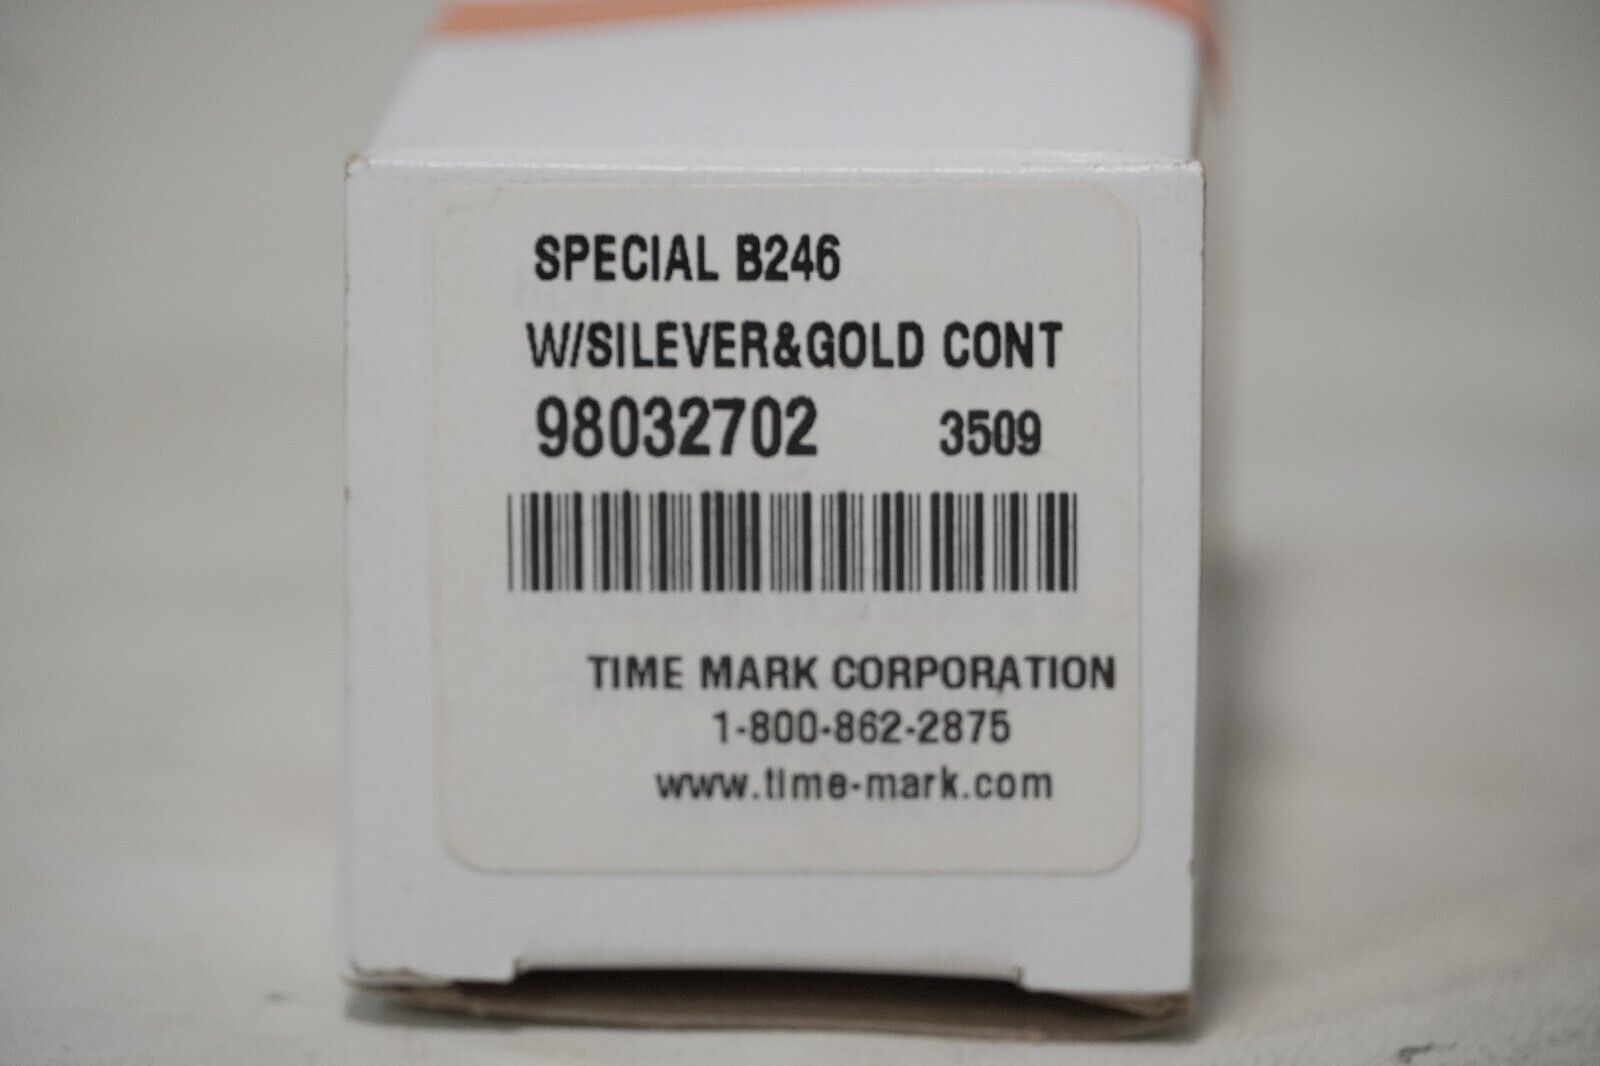 SPECIAL B246
W/SILEVER&GOLD CONT
98032702 3509
TIME MARK CORPORATION
1-800-862-2875
www.time-mark.com